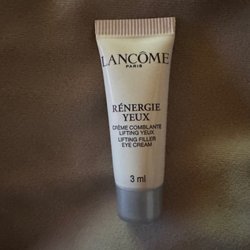 LANCÔME
PARIS
RÉNERGIE
YEUX
CRÈME COMBLANTE
LIFTING YEUX
LIFTING FILLER
EYE CREAM
3 ml